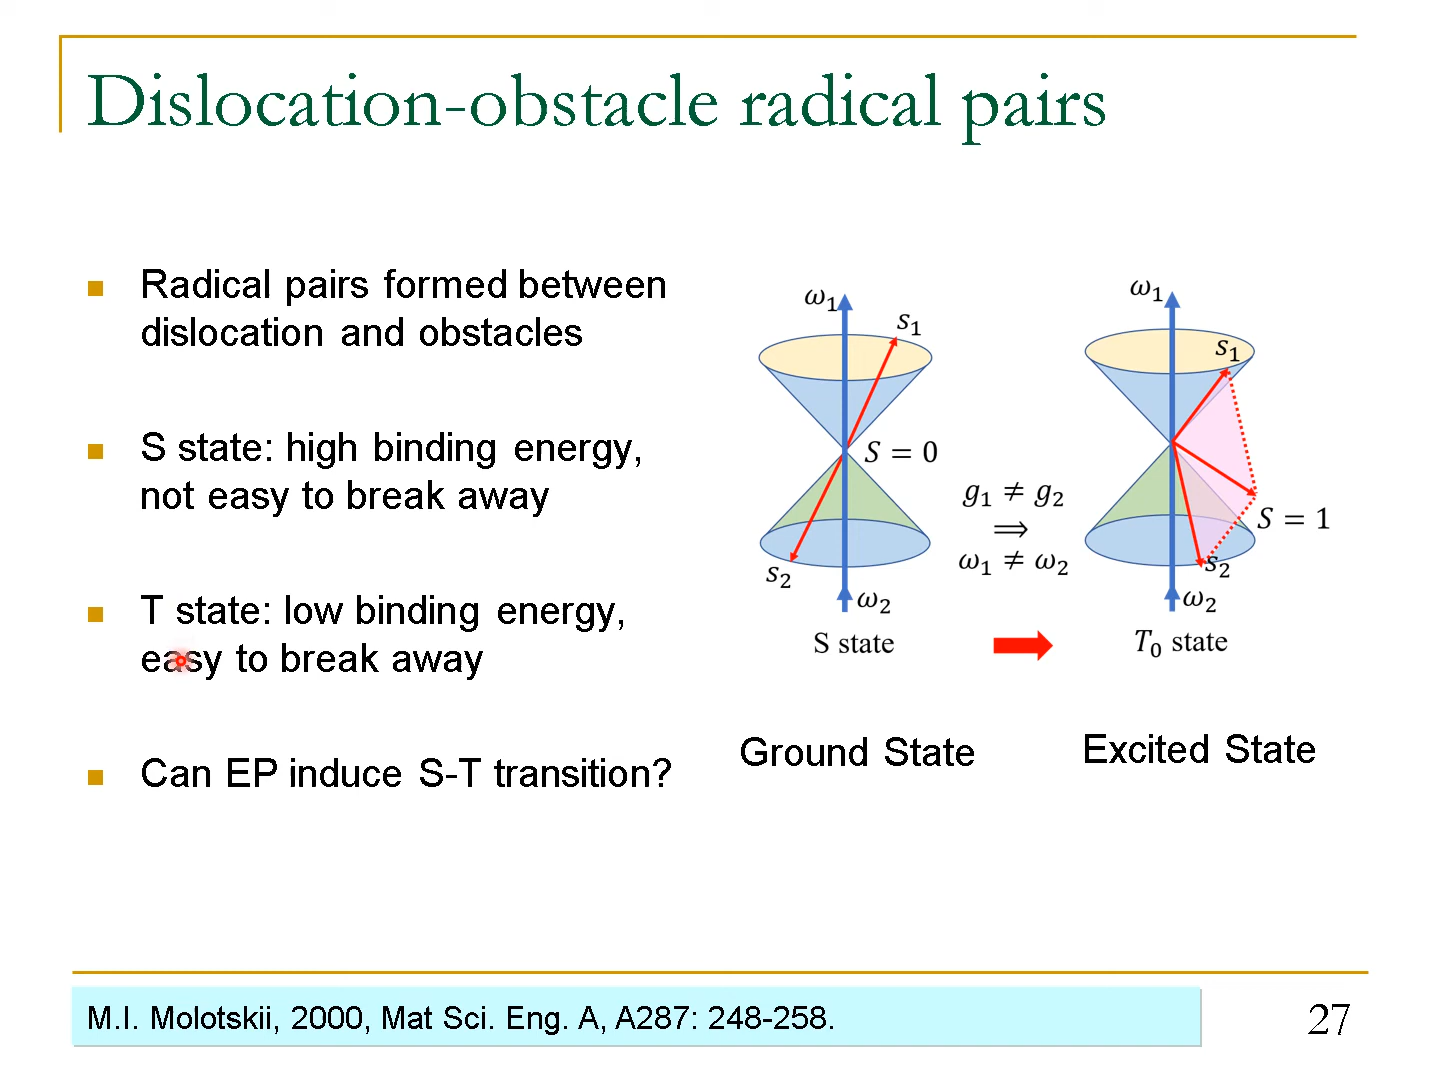 Dislocation-obstacle radical pairs
Radical pairs formed between
dislocation and obstacles
S state: high binding energy,
not easy to break away
T state: low binding energy,
easy to break away
Can EP induce S-T transition?
ω₁
s₁
S = 0
s₂
ω₂
S state
g₁ ≠ g₂
⟹
ω₁ ≠ ω₂
ω₁
s₁
S = 1
s₂
ω₂
T₀ state
Ground State
Excited State
M.I. Molotskii, 2000, Mat Sci. Eng. A, A287: 248-258.
27